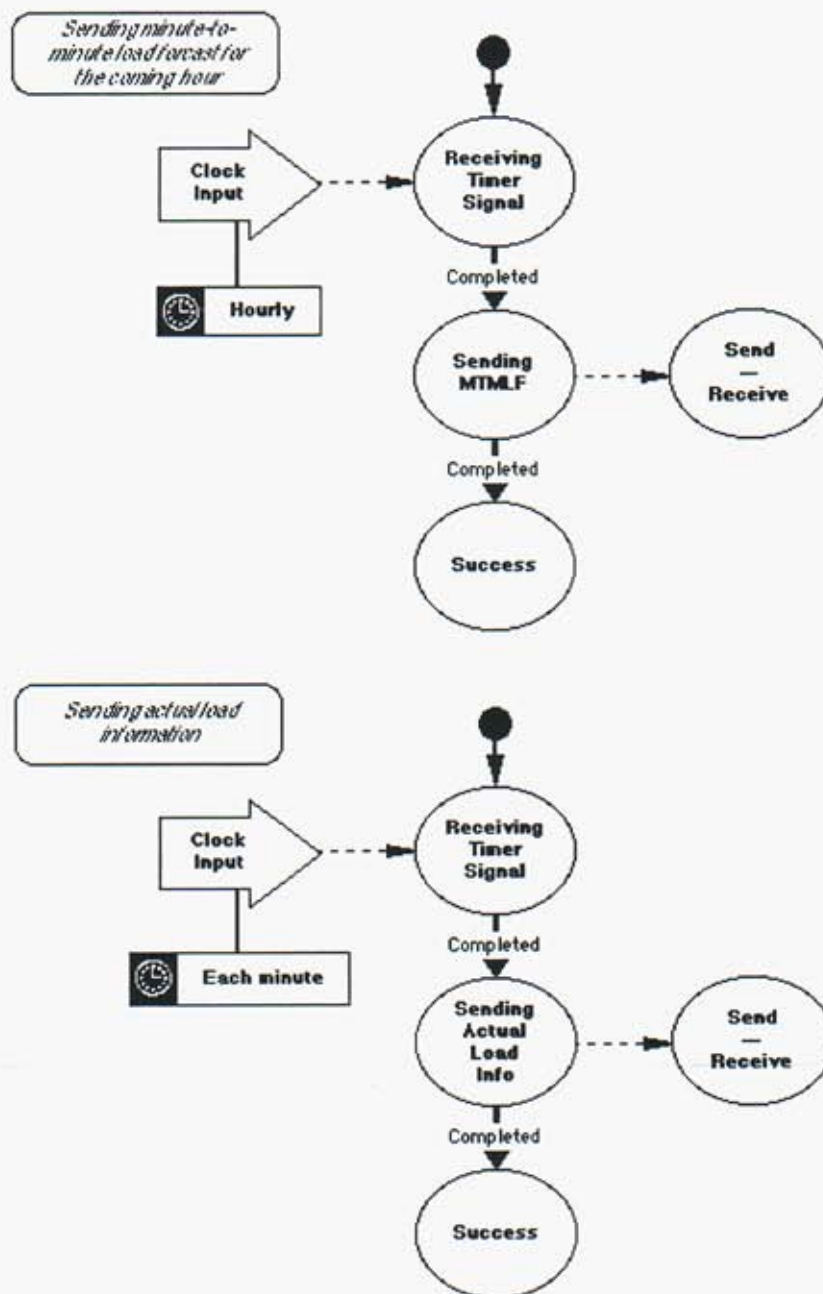 Sending minute-to-
minute load forcast for
the coming hour
Receiving
Timer
Signal
Clock
Input
Hourly
Completed
Sending
MTMLF
Send
—
Receive
Completed
Success
Sending actual load
information
Receiving
Timer
Signal
Clock
Input
Each minute
Completed
Sending
Actual
Load
Info
Send
—
Receive
Completed
Success